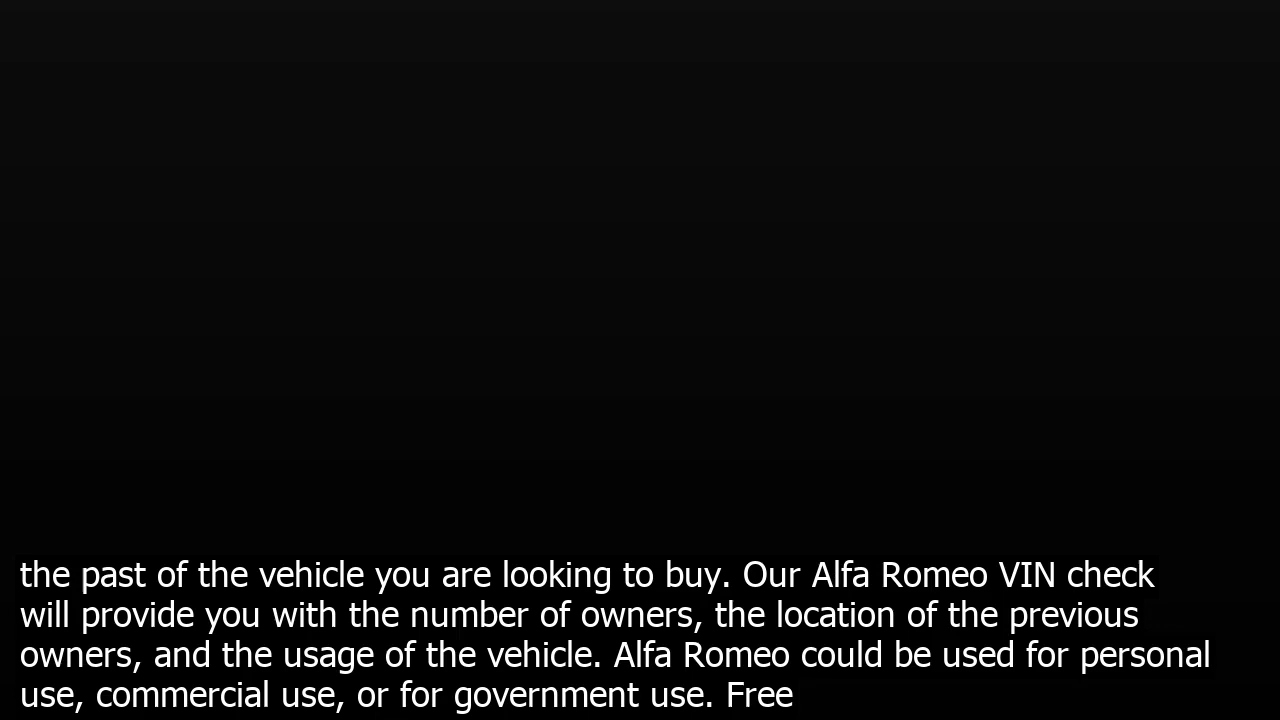 the past of the vehicle you are looking to buy. Our Alfa Romeo VIN check
will provide you with the number of owners, the location of the previous
owners, and the usage of the vehicle. Alfa Romeo could be used for personal
use, commercial use, or for government use. Free